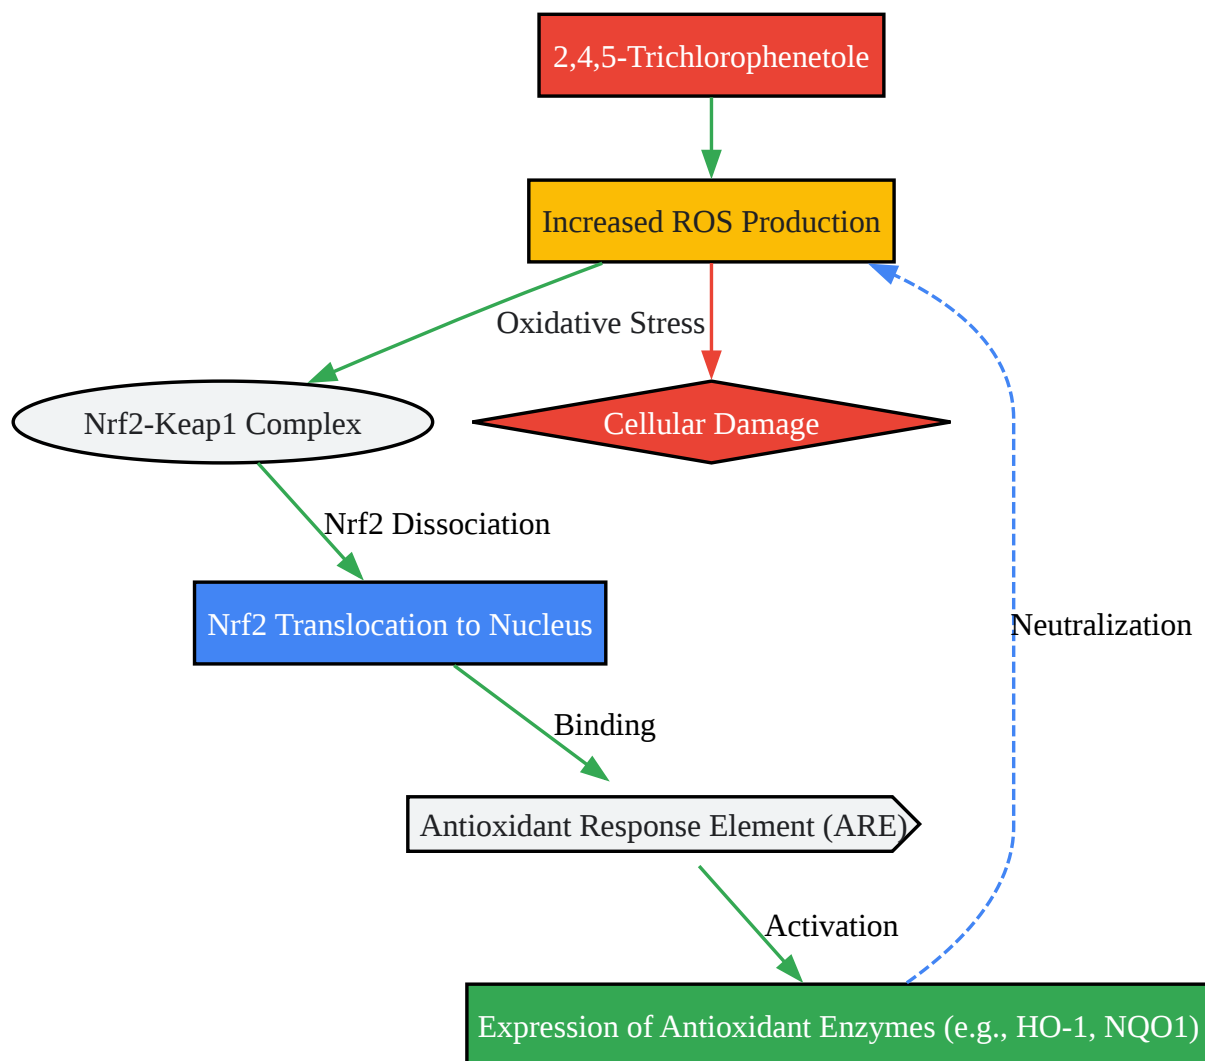 2,4,5-Trichlorophenetole
Increased ROS Production
Oxidative Stress
Nrf2-Keap1 Complex
Cellular Damage
Nrf2 Dissociation
Nrf2 Translocation to Nucleus
Neutralization
Binding
Antioxidant Response Element (ARE)
Activation
Expression of Antioxidant Enzymes (e.g., HO-1, NQO1)